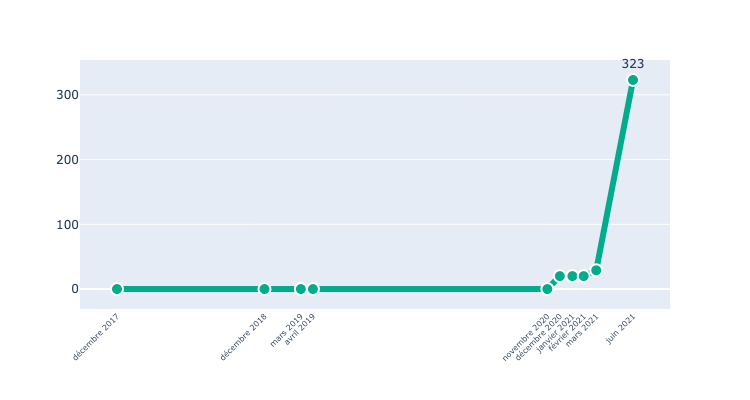 323
300
200
100
0
décembre 2017
décembre 2018
mars 2019
avril 2019
novembre 2020
décembre 2020
janvier 2021
février 2021
mars 2021
juin 2021